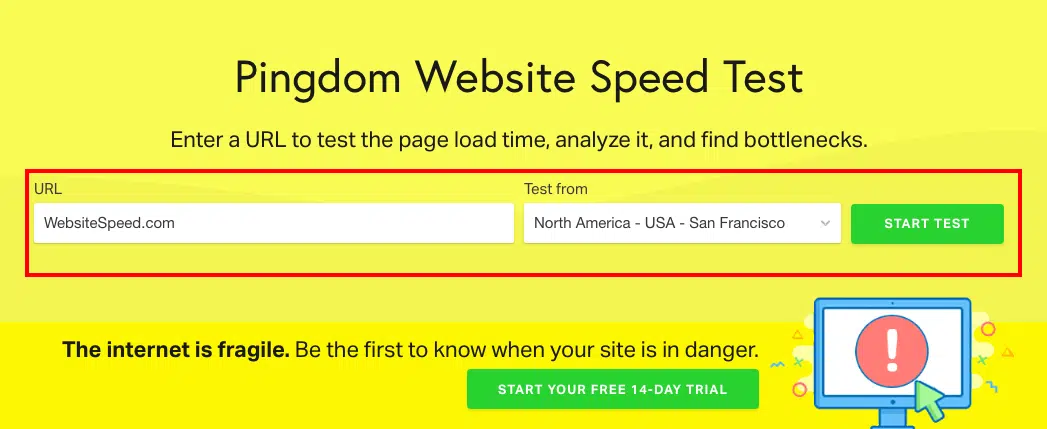 Pingdom Website Speed Test
Enter a URL to test the page load time, analyze it, and find bottlenecks.
URL
Test from
WebsiteSpeed.com
North America - USA - San Francisco
START TEST
The internet is fragile. Be the first to know when your site is in danger.
START YOUR FREE 14-DAY TRIAL
!